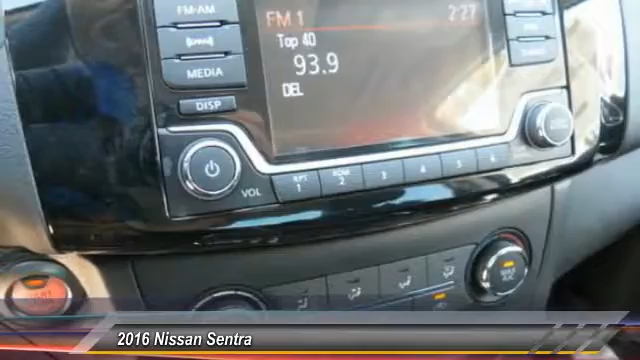 FM-AM
FM 1
2:27
Top 40
93.9
MEDIA
DEL
DISP
VOL
RPT RDM
1 2 3 4 5 6
MAX
A/C
2016 Nissan Sentra